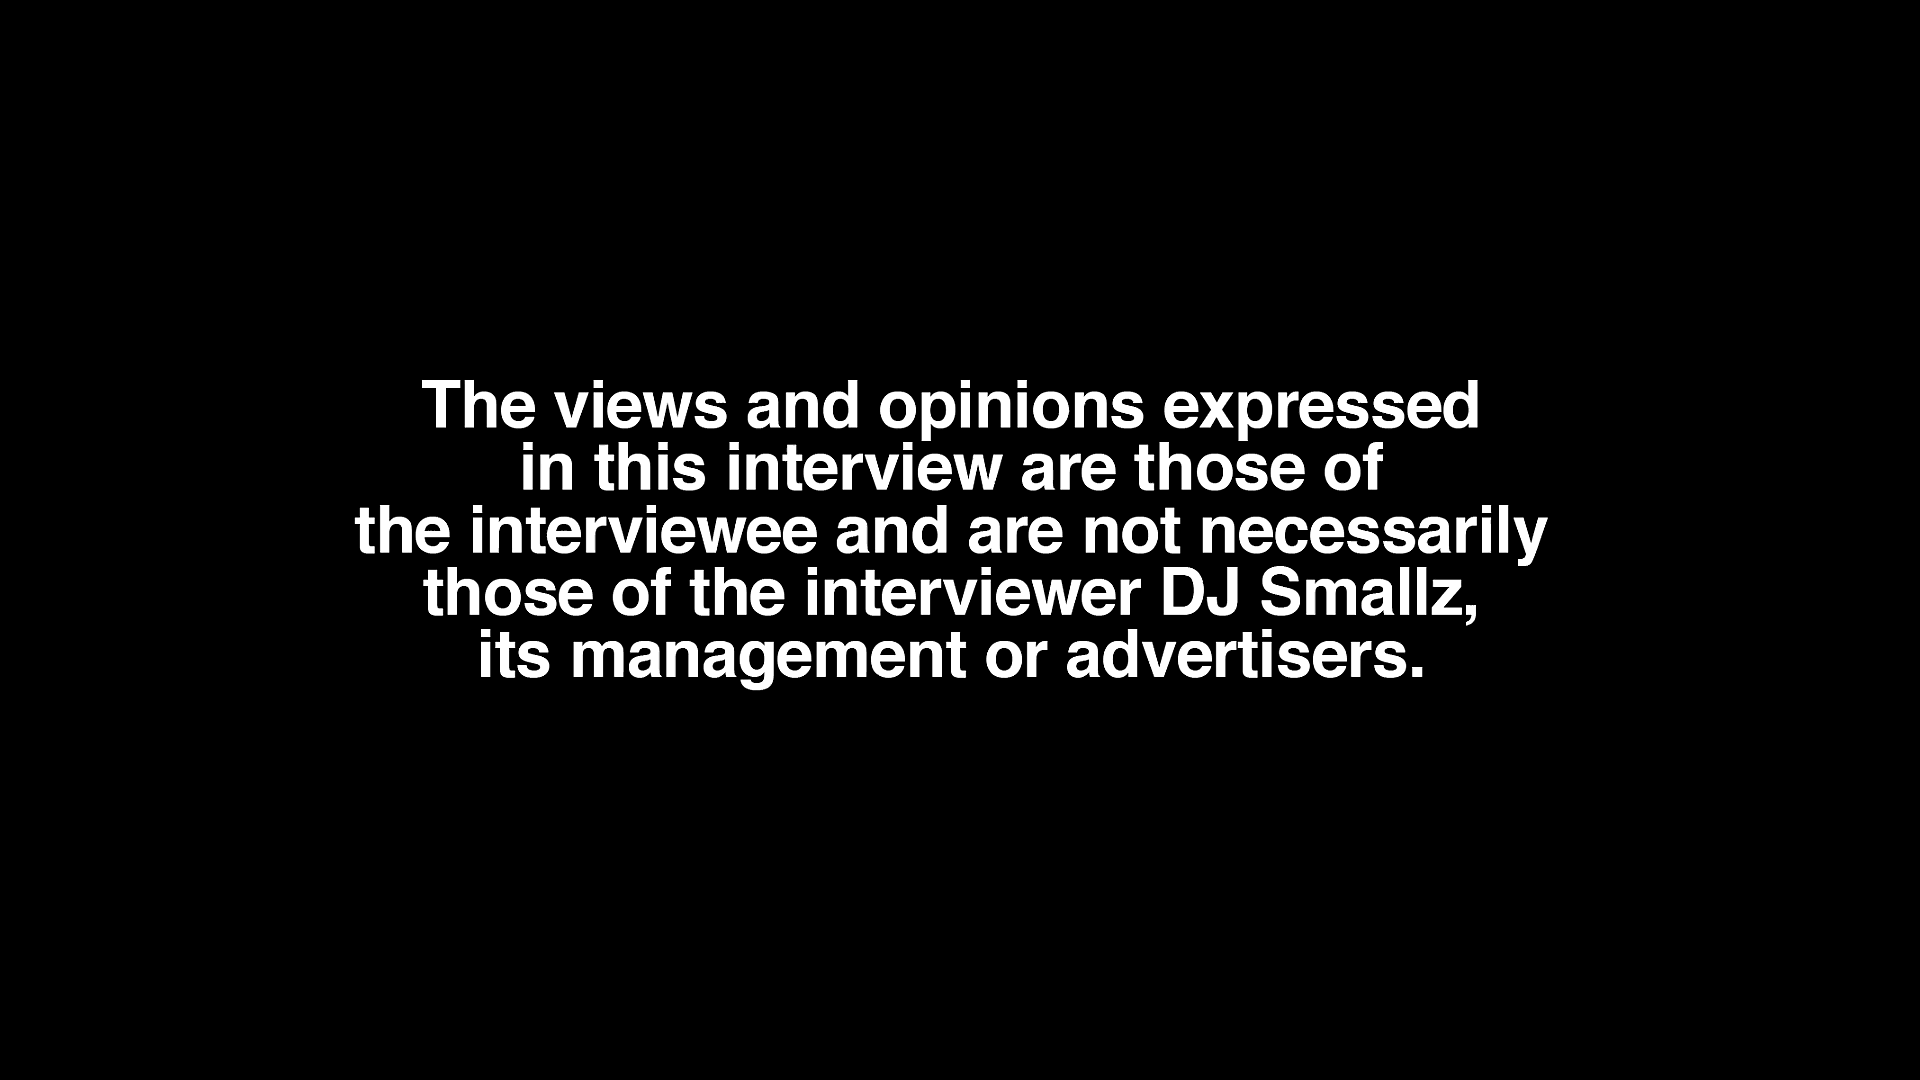 The views and opinions expressed
in this interview are those of
the interviewee and are not necessarily
those of the interviewer DJ Smallz,
its management or advertisers.